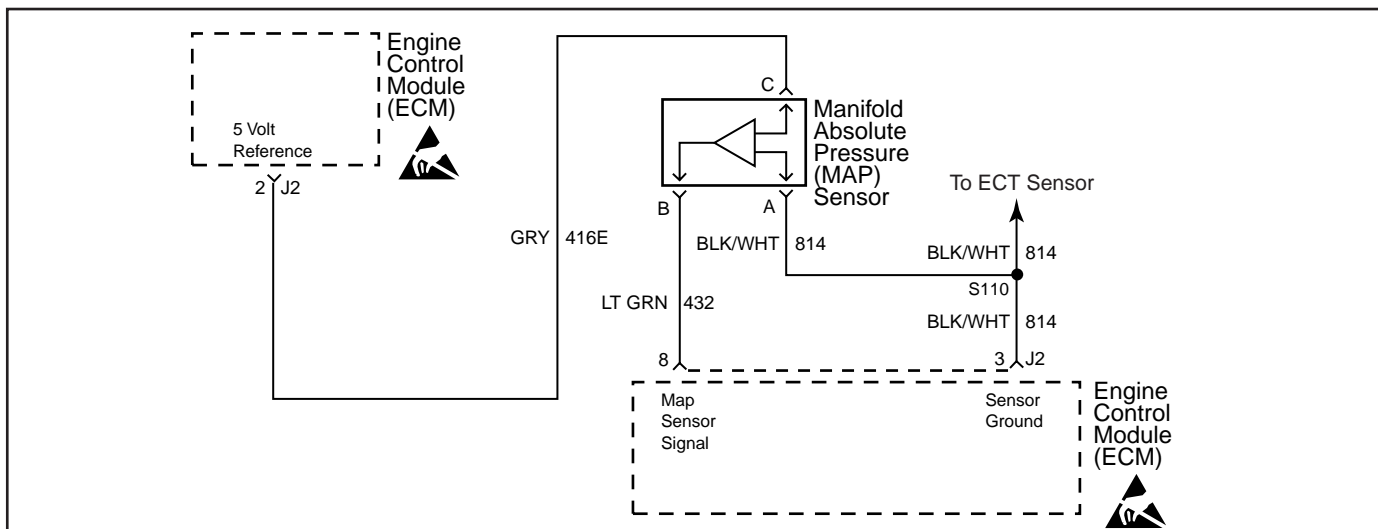 Engine
Control
Module
(ECM)
5 Volt
Reference
2
J2
C
Manifold
Absolute
Pressure
(MAP)
Sensor
B
A
To ECT Sensor
GRY
416E
BLK/WHT
814
BLK/WHT
814
S110
LT GRN
432
BLK/WHT
814
8
3
J2
Map
Sensor
Signal
Sensor
Ground
Engine
Control
Module
(ECM)